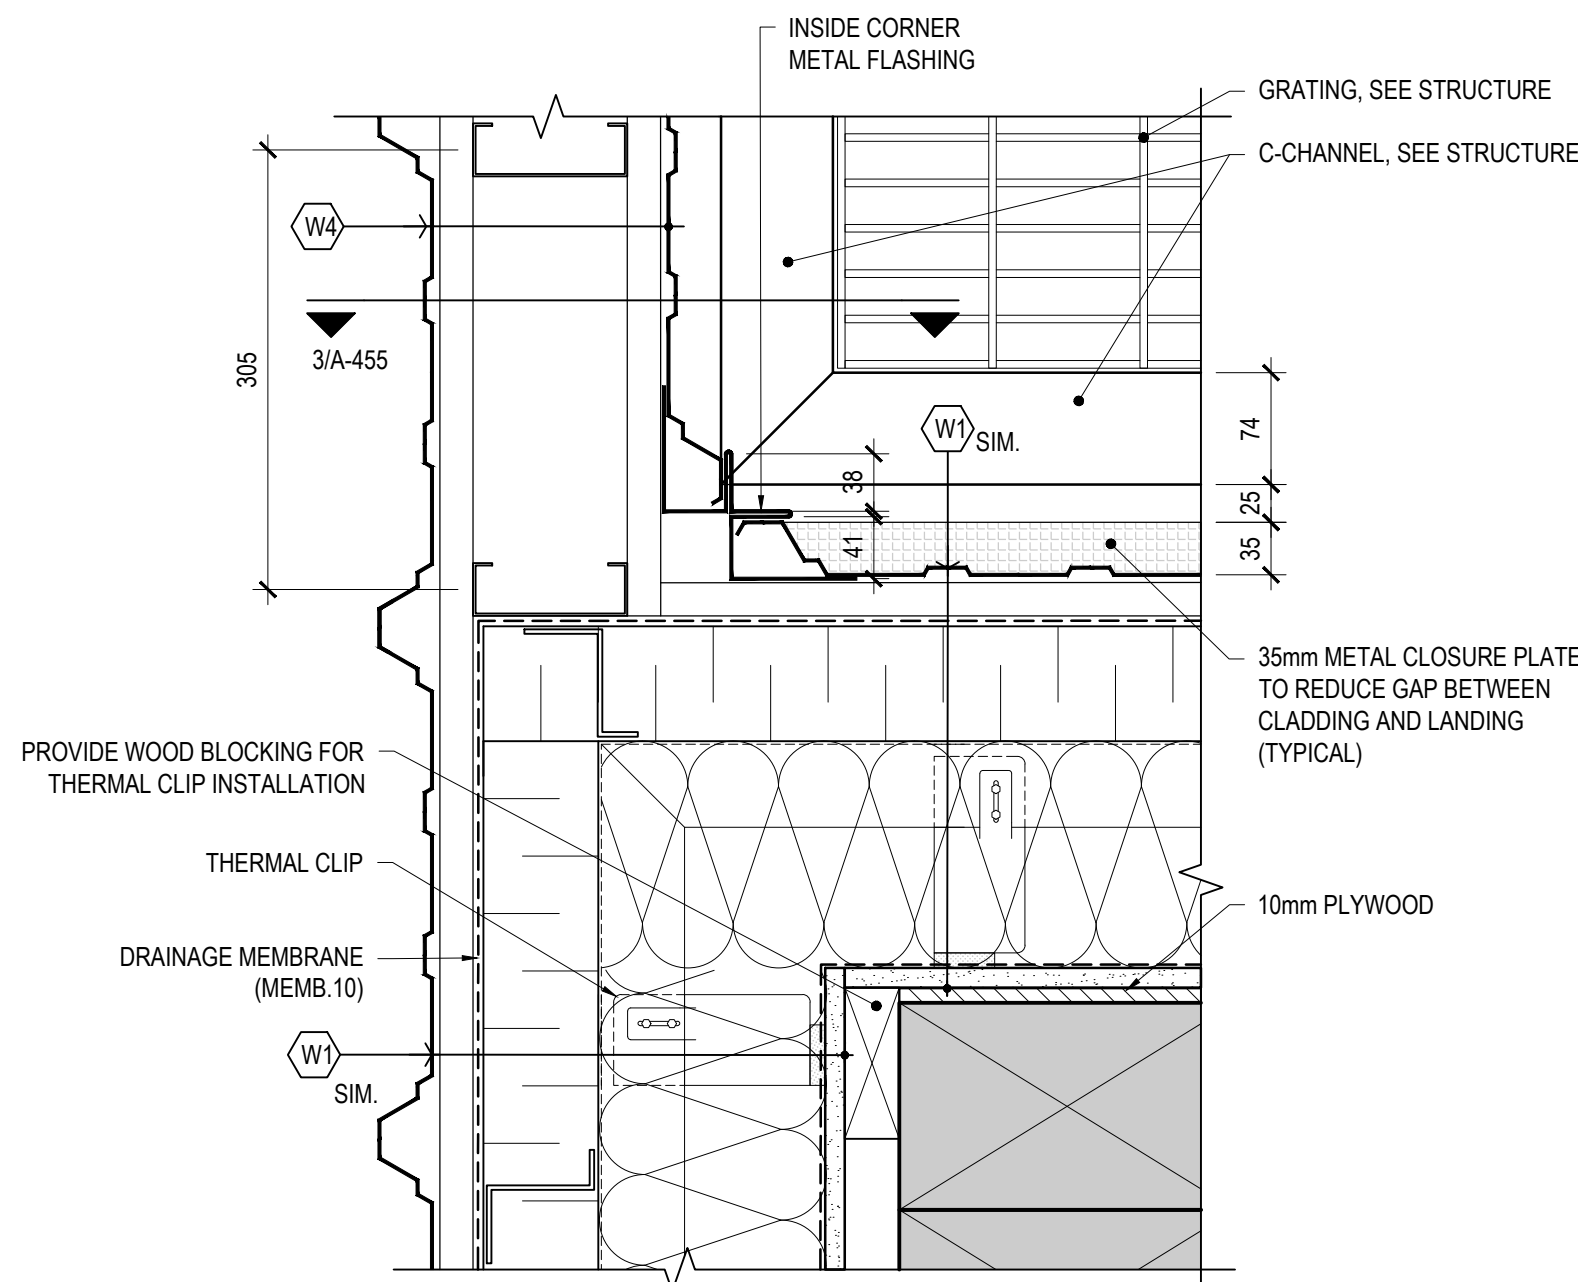 INSIDE CORNER
METAL FLASHING
GRATING, SEE STRUCTURE
C-CHANNEL, SEE STRUCTURE
W4
305
3/A-455
W1
SIM.
38
41
74
25
35
35mm METAL CLOSURE PLATE
TO REDUCE GAP BETWEEN
CLADDING AND LANDING
(TYPICAL)
PROVIDE WOOD BLOCKING FOR
THERMAL CLIP INSTALLATION
THERMAL CLIP
10mm PLYWOOD
DRAINAGE MEMBRANE
(MEMB.10)
W1
SIM.